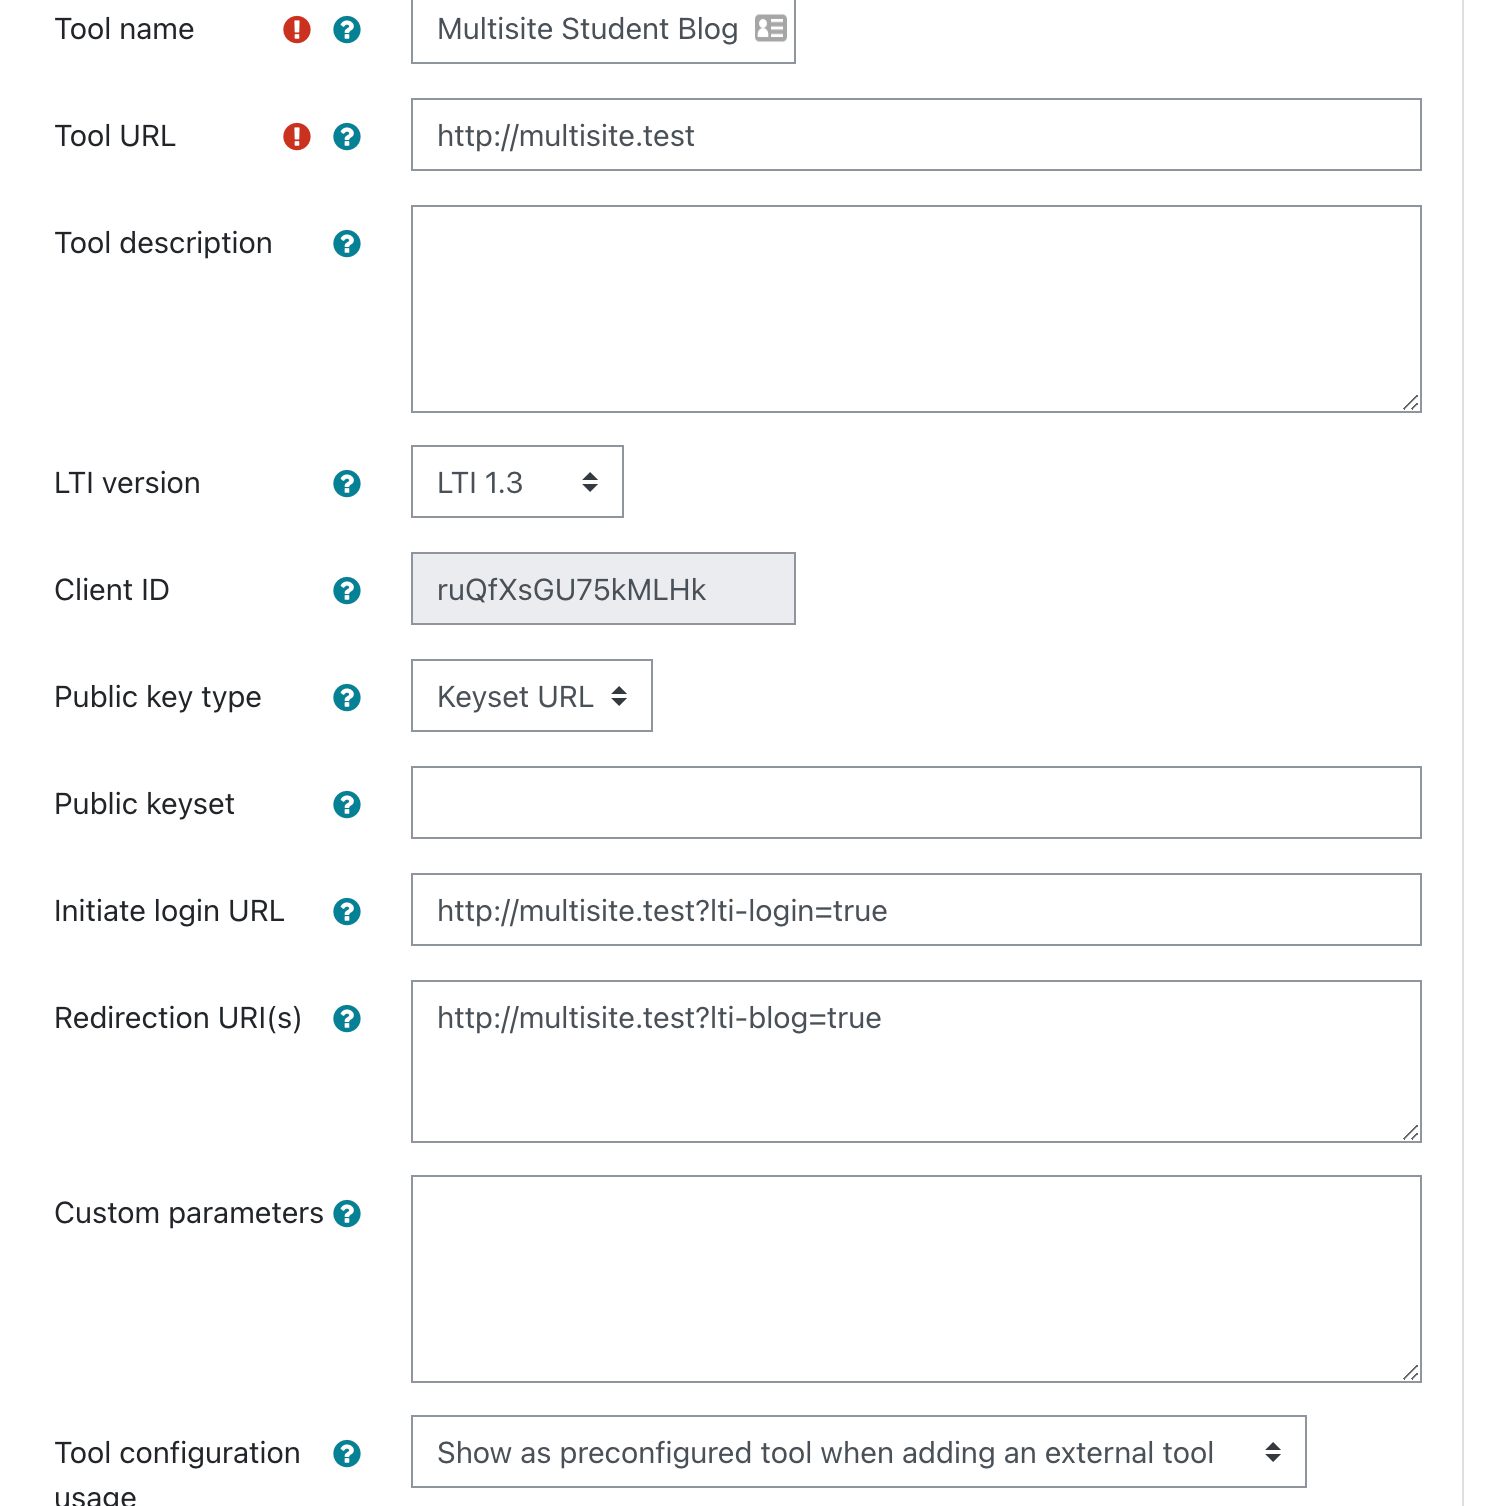 Tool name
Multisite Student Blog
Tool URL
http://multisite.test
Tool description
LTI version
LTI 1.3
Client ID
ruQfXsGU75kMLHk
Public key type
Keyset URL
Public keyset
Initiate login URL
http://multisite.test?lti-login=true
Redirection URI(s)
http://multisite.test?lti-blog=true
Custom parameters
Tool configuration
usage
Show as preconfigured tool when adding an external tool